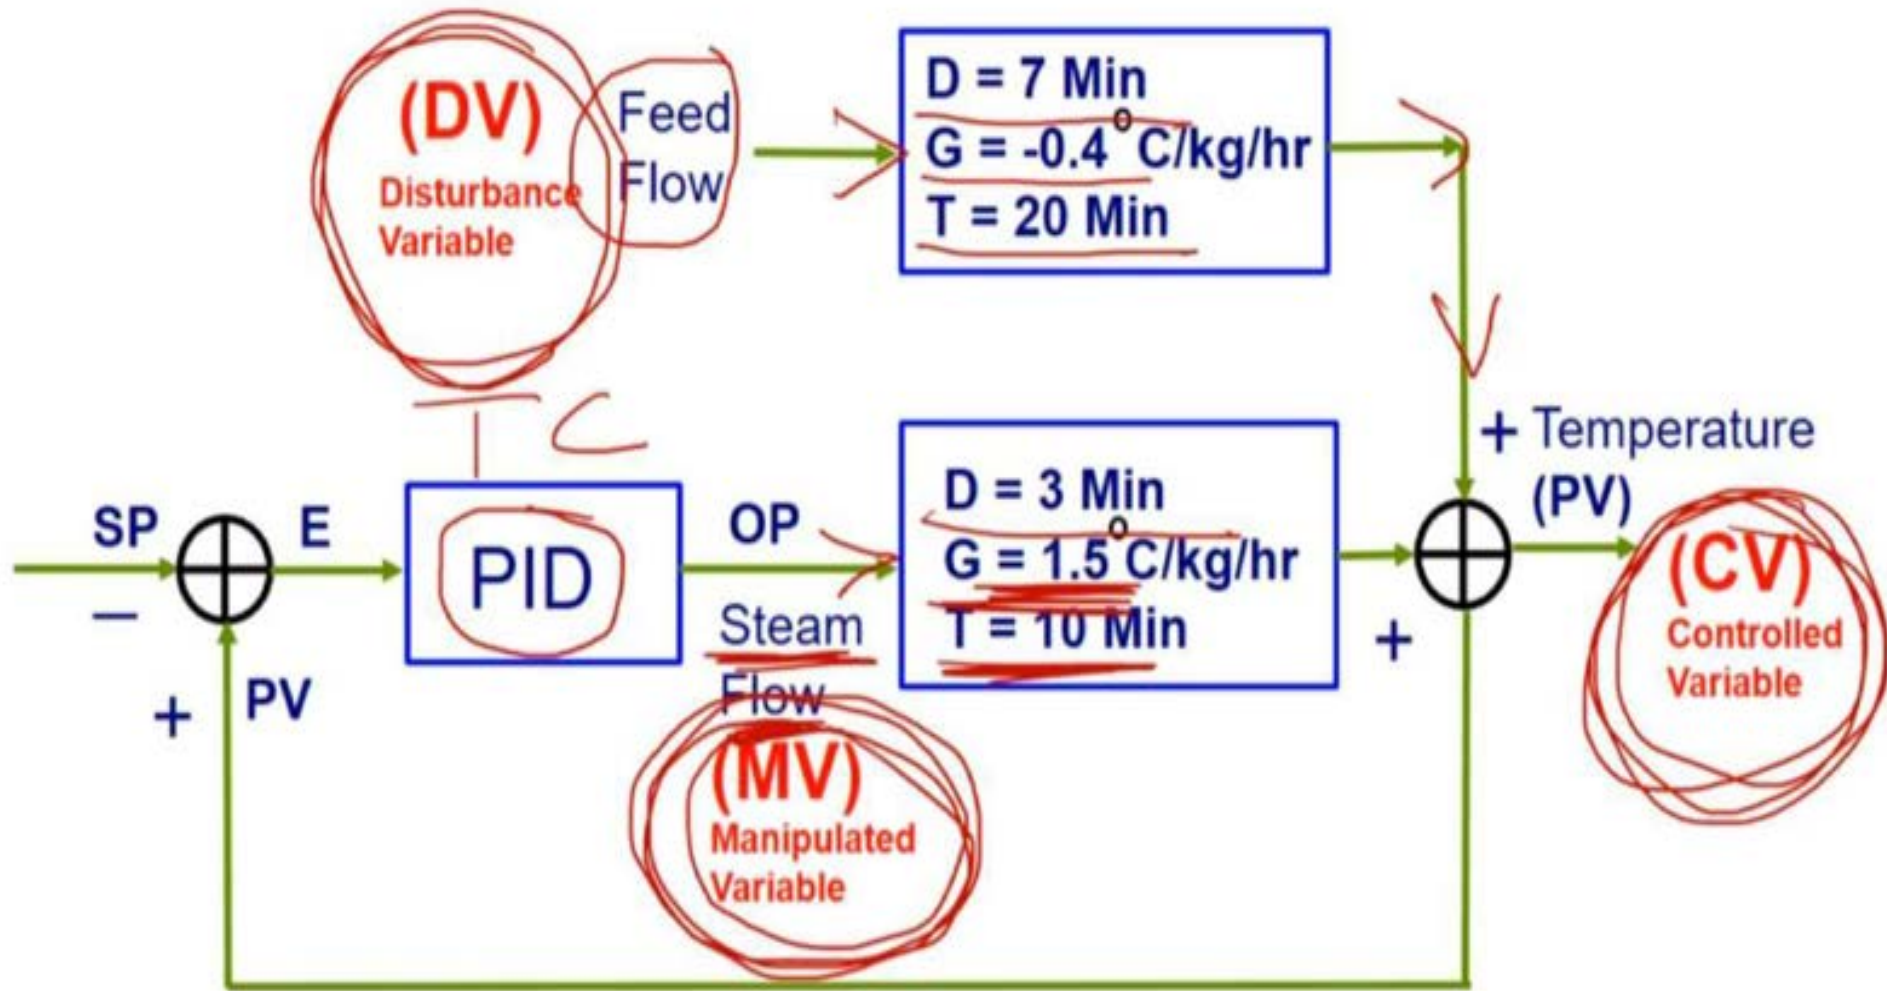 (DV)
Disturbance
Variable
Feed
Flow
D = 7 Min
G = -0.4 °C/kg/hr
T = 20 Min
TC
SP
E
PID
OP
Steam
Flow
(MV)
Manipulated
Variable
D = 3 Min
G = 1.5 °C/kg/hr
T = 10 Min
+ Temperature
(PV)
(CV)
Controlled
Variable
+
–
+
PV